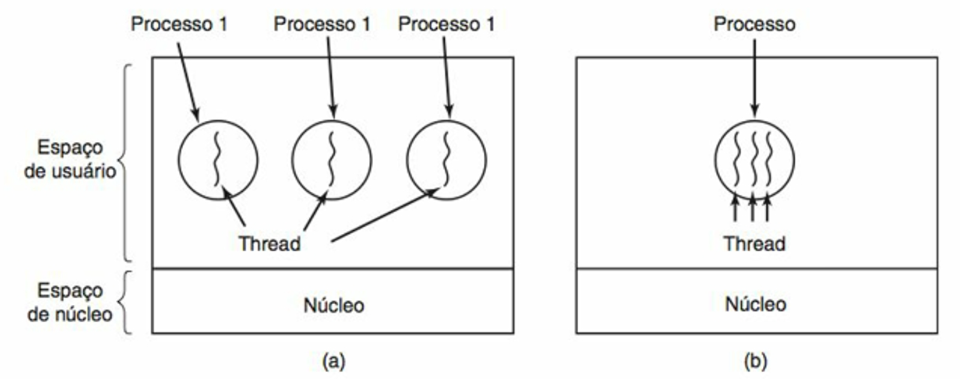 Processo 1
Processo 1
Processo 1
Processo
Espaço
de usuário
Thread
Thread
Espaço
de núcleo
Núcleo
Núcleo
(a)
(b)